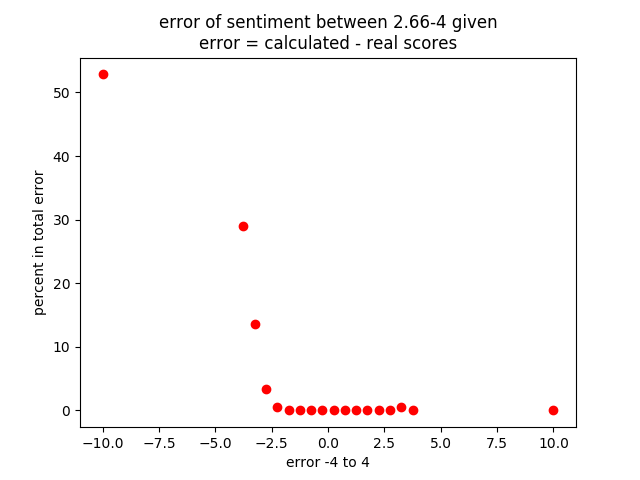 error of sentiment between 2.66-4 given
error = calculated - real scores
percent in total error
50
40
30
20
10
0
−10.0 −7.5 −5.0 −2.5 0.0 2.5 5.0 7.5 10.0
error -4 to 4